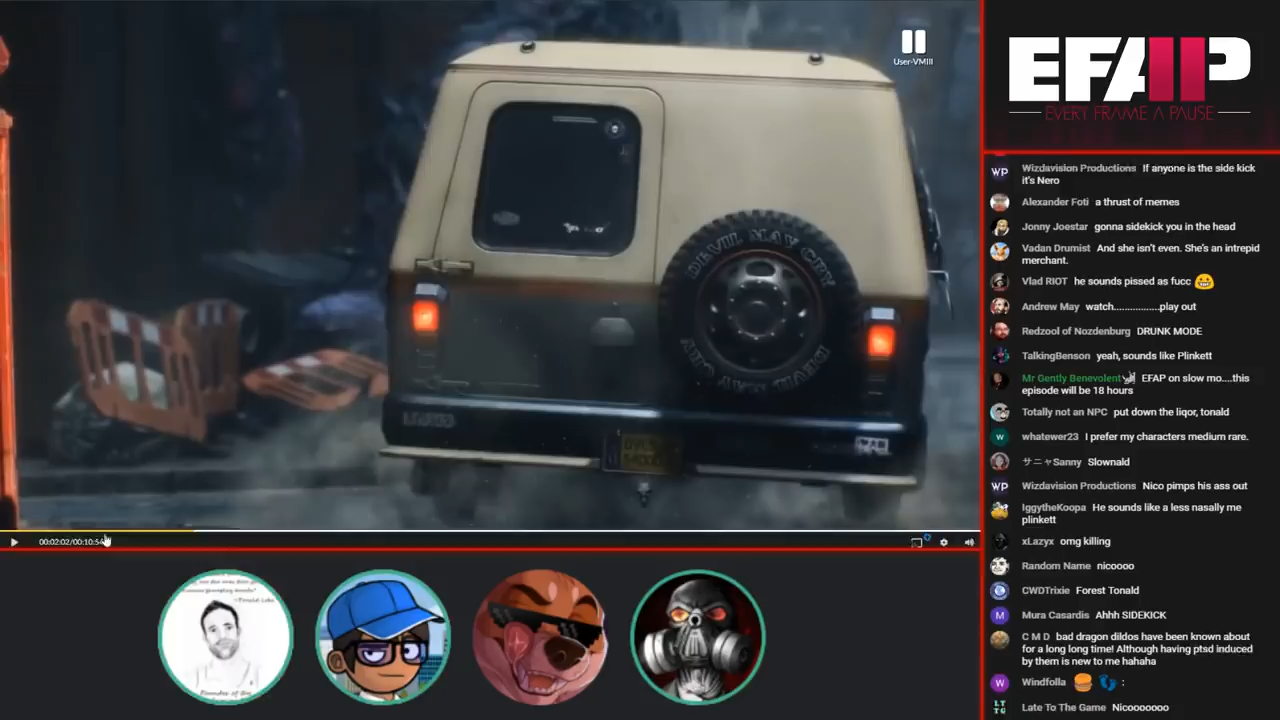 User-VMIII
DEVIL MAY CRY
DEVIL MAY CRY
00:02:02/00:10:54
EFAP
EVERY FRAME A PAUSE
WP Wizdavision Productions If anyone is the side kick
it's Nero
Alexander Foti a thrust of memes
Jonny Joestar gonna sidekick you in the head
Vadan Drumist And she isn't even. She's an intrepid
merchant.
Vlad RIOT he sounds pissed as fucc
Andrew May watch.................play out
Redzool of Nozdenburg DRUNK MODE
TalkingBenson yeah, sounds like Plinkett
Mr Gently Benevolent EFAP on slow mo....this
episode will be 18 hours
Totally not an NPC put down the liqor, tonald
w whatewer23 I prefer my characters medium rare.
サニャSanny Slownald
WP Wizdavision Productions Nico pimps his ass out
IggytheKoopa He sounds like a less nasally me
plinkett
xLazyx omg killing
Random Name nicoooo
CWDTrixie Forest Tonald
M Mura Casardis Ahhh SIDEKICK
C M D bad dragon dildos have been known about
for a long long time! Although having ptsd induced
by them is new to me hahaha
W Windfolla :
LT
TG Late To The Game Nicooooooo